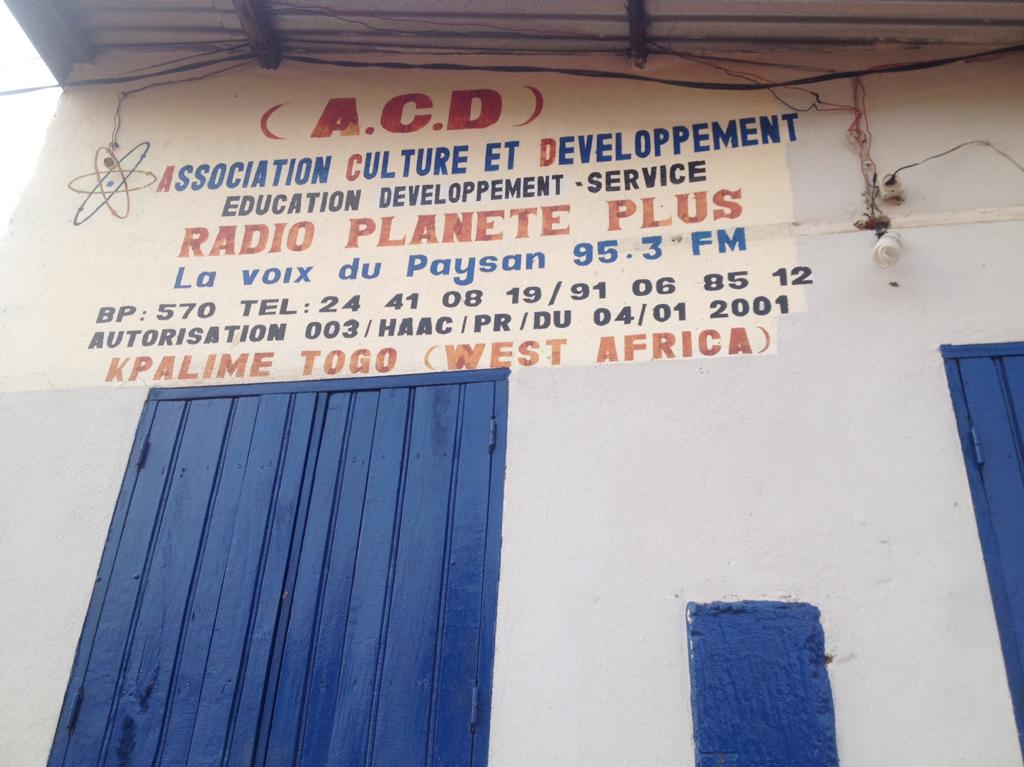 ( A.C.D )
ASSOCIATION CULTURE ET DEVELOPPEMENT
EDUCATION DEVELOPPEMENT - SERVICE
RADIO PLANETE PLUS
La voix du Paysan 95.3 FM
BP: 570 TEL: 24 41 08 19/91 06 85 12
AUTORISATION 003/HAAC/PR/DU 04/01 2001
KPALIME TOGO (WEST AFRICA)